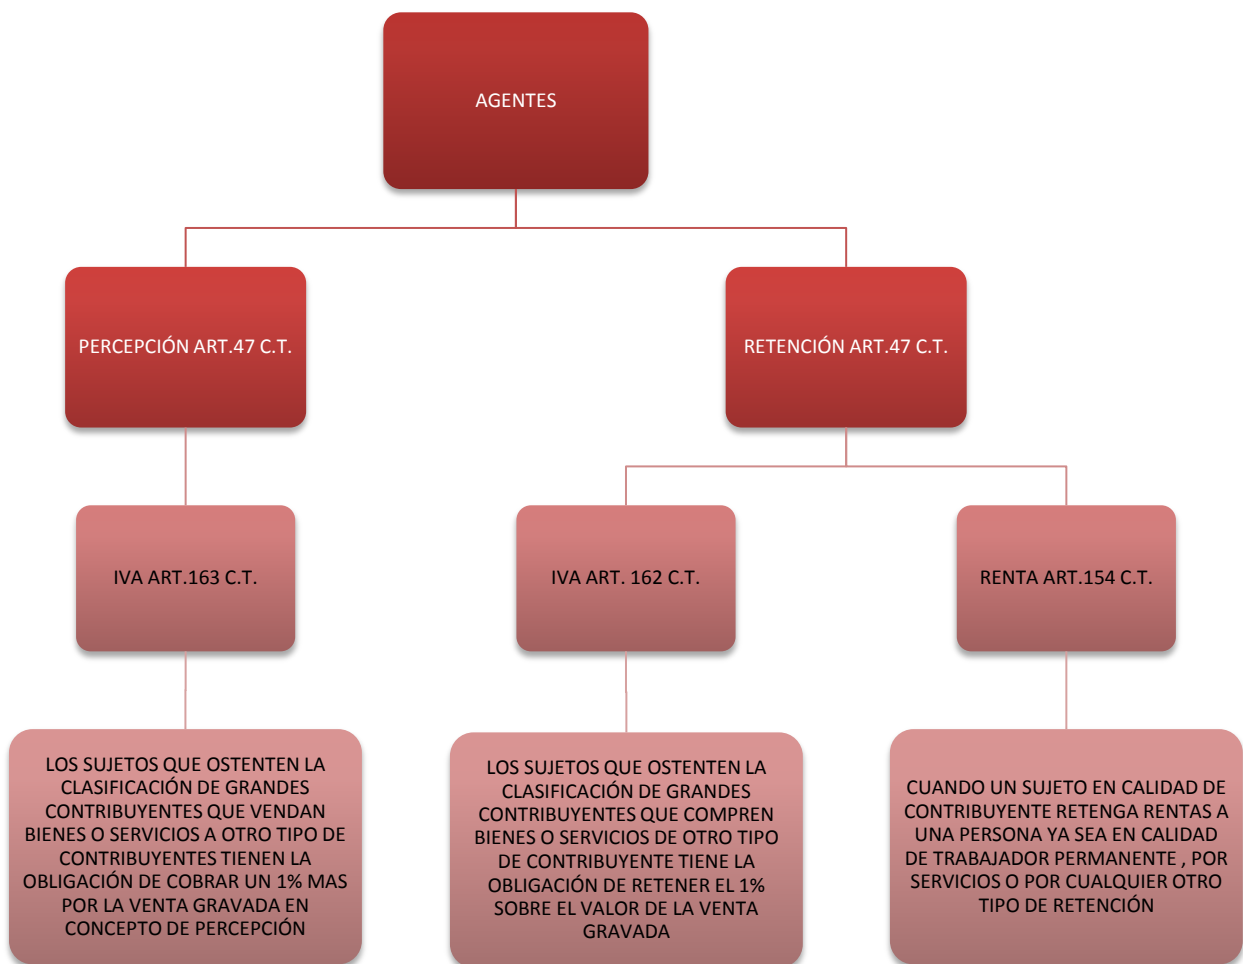 AGENTES
PERCEPCIÓN ART.47 C.T.
RETENCIÓN ART.47 C.T.
IVA ART.163 C.T.
IVA ART. 162 C.T.
RENTA ART.154 C.T.
LOS SUJETOS QUE OSTENTEN LA
CLASIFICACIÓN DE GRANDES
CONTRIBUYENTES QUE VENDAN
BIENES O SERVICIOS A OTRO TIPO DE
CONTRIBUYENTES TIENEN LA
OBLIGACIÓN DE COBRAR UN 1% MAS
POR LA VENTA GRAVADA EN
CONCEPTO DE PERCEPCIÓN
LOS SUJETOS QUE OSTENTEN LA
CLASIFICACIÓN DE GRANDES
CONTRIBUYENTES QUE COMPREN
BIENES O SERVICIOS DE OTRO TIPO
DE CONTRIBUYENTE TIENE LA
OBLIGACIÓN DE RETENER EL 1%
SOBRE EL VALOR DE LA VENTA
GRAVADA
CUANDO UN SUJETO EN CALIDAD DE
CONTRIBUYENTE RETENGA RENTAS A
UNA PERSONA YA SEA EN CALIDAD
DE TRABAJADOR PERMANENTE , POR
SERVICIOS O POR CUALQUIER OTRO
TIPO DE RETENCIÓN